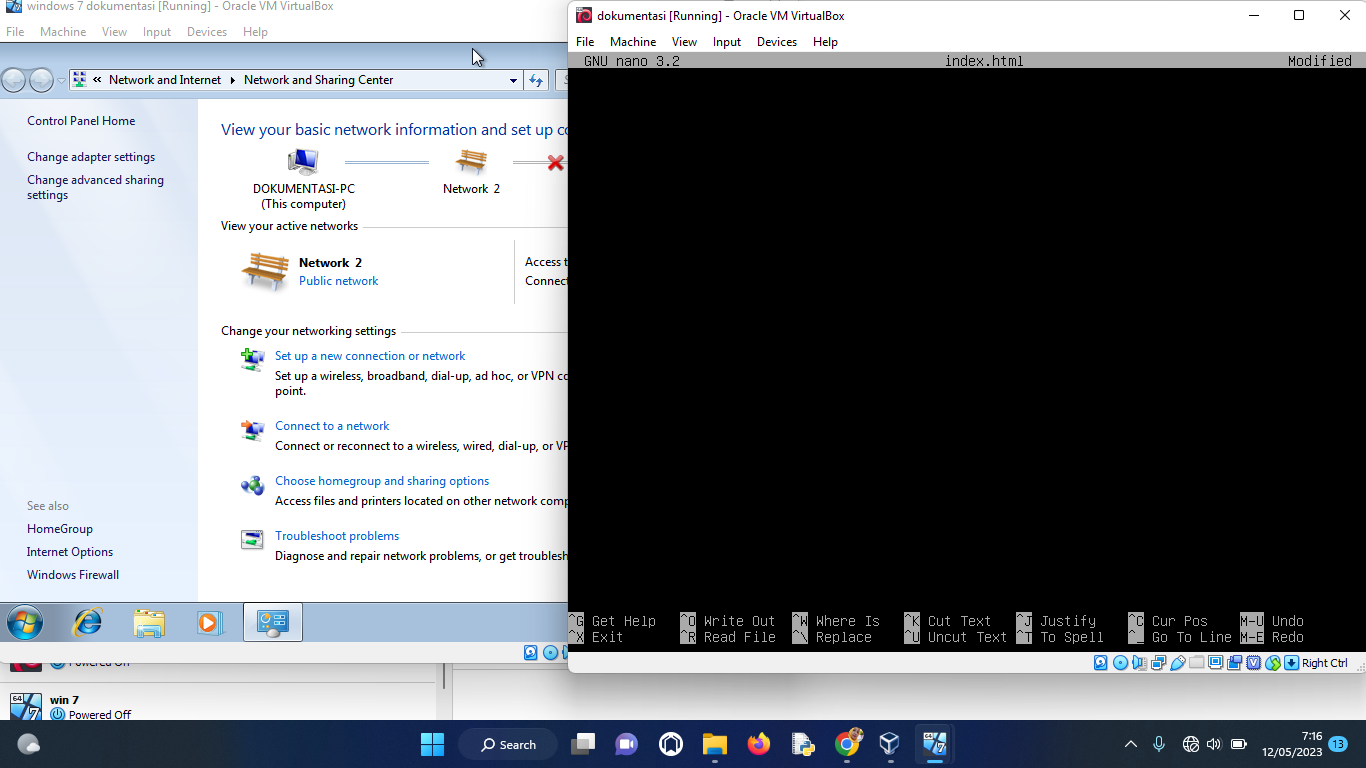 windows 7 dokumentasi [Running] - Oracle VM VirtualBox
File Machine View Input Devices Help
Network and Internet Network and Sharing Center
Control Panel Home
Change adapter settings
Change advanced sharing
settings
See also
HomeGroup
Internet Options
Windows Firewall
View your basic network information and set up
DOKUMENTASI-PC
(This computer)
Network 2
View your active networks
Network 2
Public network
Access
Connec
Change your networking settings
Set up a new connection or network
Set up a wireless, broadband, dial-up, ad hoc, or VPN
point.
Connect to a network
Connect or reconnect to a wireless, wired, dial-up, or
Choose homegroup and sharing options
Access files and printers located on other network comp
Troubleshoot problems
Diagnose and repair network problems, or get troublesh
dokumentasi [Running] - Oracle VM VirtualBox
File Machine View Input Devices Help
GNU nano 3.2 index.html Modified
^G Get Help ^O Write Out ^W Where Is ^K Cut Text ^J Justify ^C Cur Pos M-U Undo
^X Exit ^R Read File ^\ Replace ^U Uncut Text ^T To Spell ^_ Go To Line M-E Redo
Right Ctrl
Powered Off
64
win 7
Powered Off
Search
7:16
12/05/2023
13